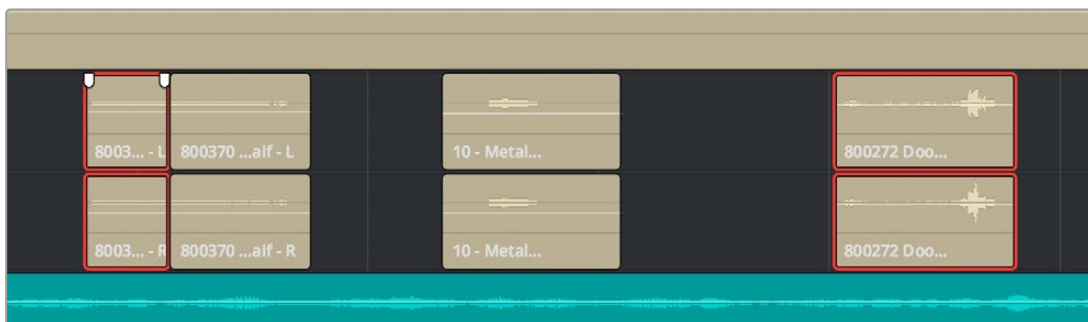 8003... - L
800370 ...aif - L
10 - Metal...
800272 Doo...
8003... - R
800370 ...aif - R
10 - Metal...
800272 Doo...